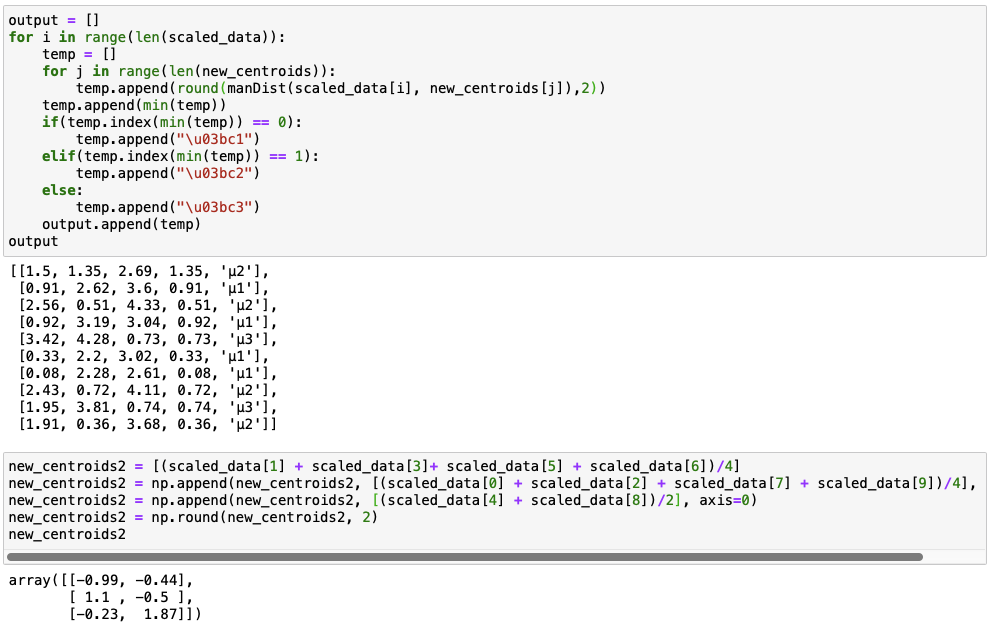 output = []
for i in range(len(scaled_data)):
    temp = []
    for j in range(len(new_centroids)):
        temp.append(round(manDist(scaled_data[i], new_centroids[j]),2))
    temp.append(min(temp))
    if(temp.index(min(temp)) == 0):
        temp.append("\u03bc1")
    elif(temp.index(min(temp)) == 1):
        temp.append("\u03bc2")
    else:
        temp.append("\u03bc3")
    output.append(temp)
output
[[1.5, 1.35, 2.69, 1.35, 'μ2'],
 [0.91, 2.62, 3.6, 0.91, 'μ1'],
 [2.56, 0.51, 4.33, 0.51, 'μ2'],
 [0.92, 3.19, 3.04, 0.92, 'μ1'],
 [3.42, 4.28, 0.73, 0.73, 'μ3'],
 [0.33, 2.2, 3.02, 0.33, 'μ1'],
 [0.08, 2.28, 2.61, 0.08, 'μ1'],
 [2.43, 0.72, 4.11, 0.72, 'μ2'],
 [1.95, 3.81, 0.74, 0.74, 'μ3'],
 [1.91, 0.36, 3.68, 0.36, 'μ2']]
new_centroids2 = [(scaled_data[1] + scaled_data[3]+ scaled_data[5] + scaled_data[6])/4]
new_centroids2 = np.append(new_centroids2, [(scaled_data[0] + scaled_data[2] + scaled_data[7] + scaled_data[9])/4],
new_centroids2 = np.append(new_centroids2, [(scaled_data[4] + scaled_data[8])/2], axis=0)
new_centroids2 = np.round(new_centroids2, 2)
new_centroids2
array([[-0.99, -0.44],
       [ 1.1 , -0.5 ],
       [-0.23,  1.87]])